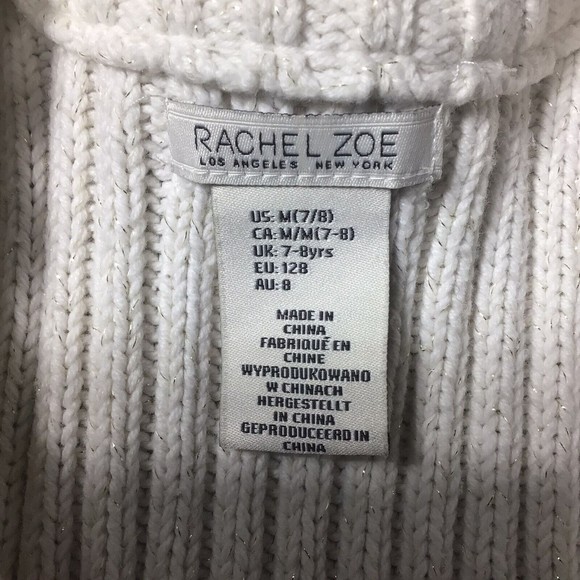 RACHEL ZOE
LOS ANGELES NEW YORK
US: M(7/8)
CA: M/M(7-8)
UK: 7-8yrs
EU: 128
AU: 8
MADE IN
CHINA
FABRIQUÉ EN
CHINE
WYPRODUKOWANO
W CHINACH
HERGESTELLT
IN CHINA
GEPRODUCEERD IN
CHINA